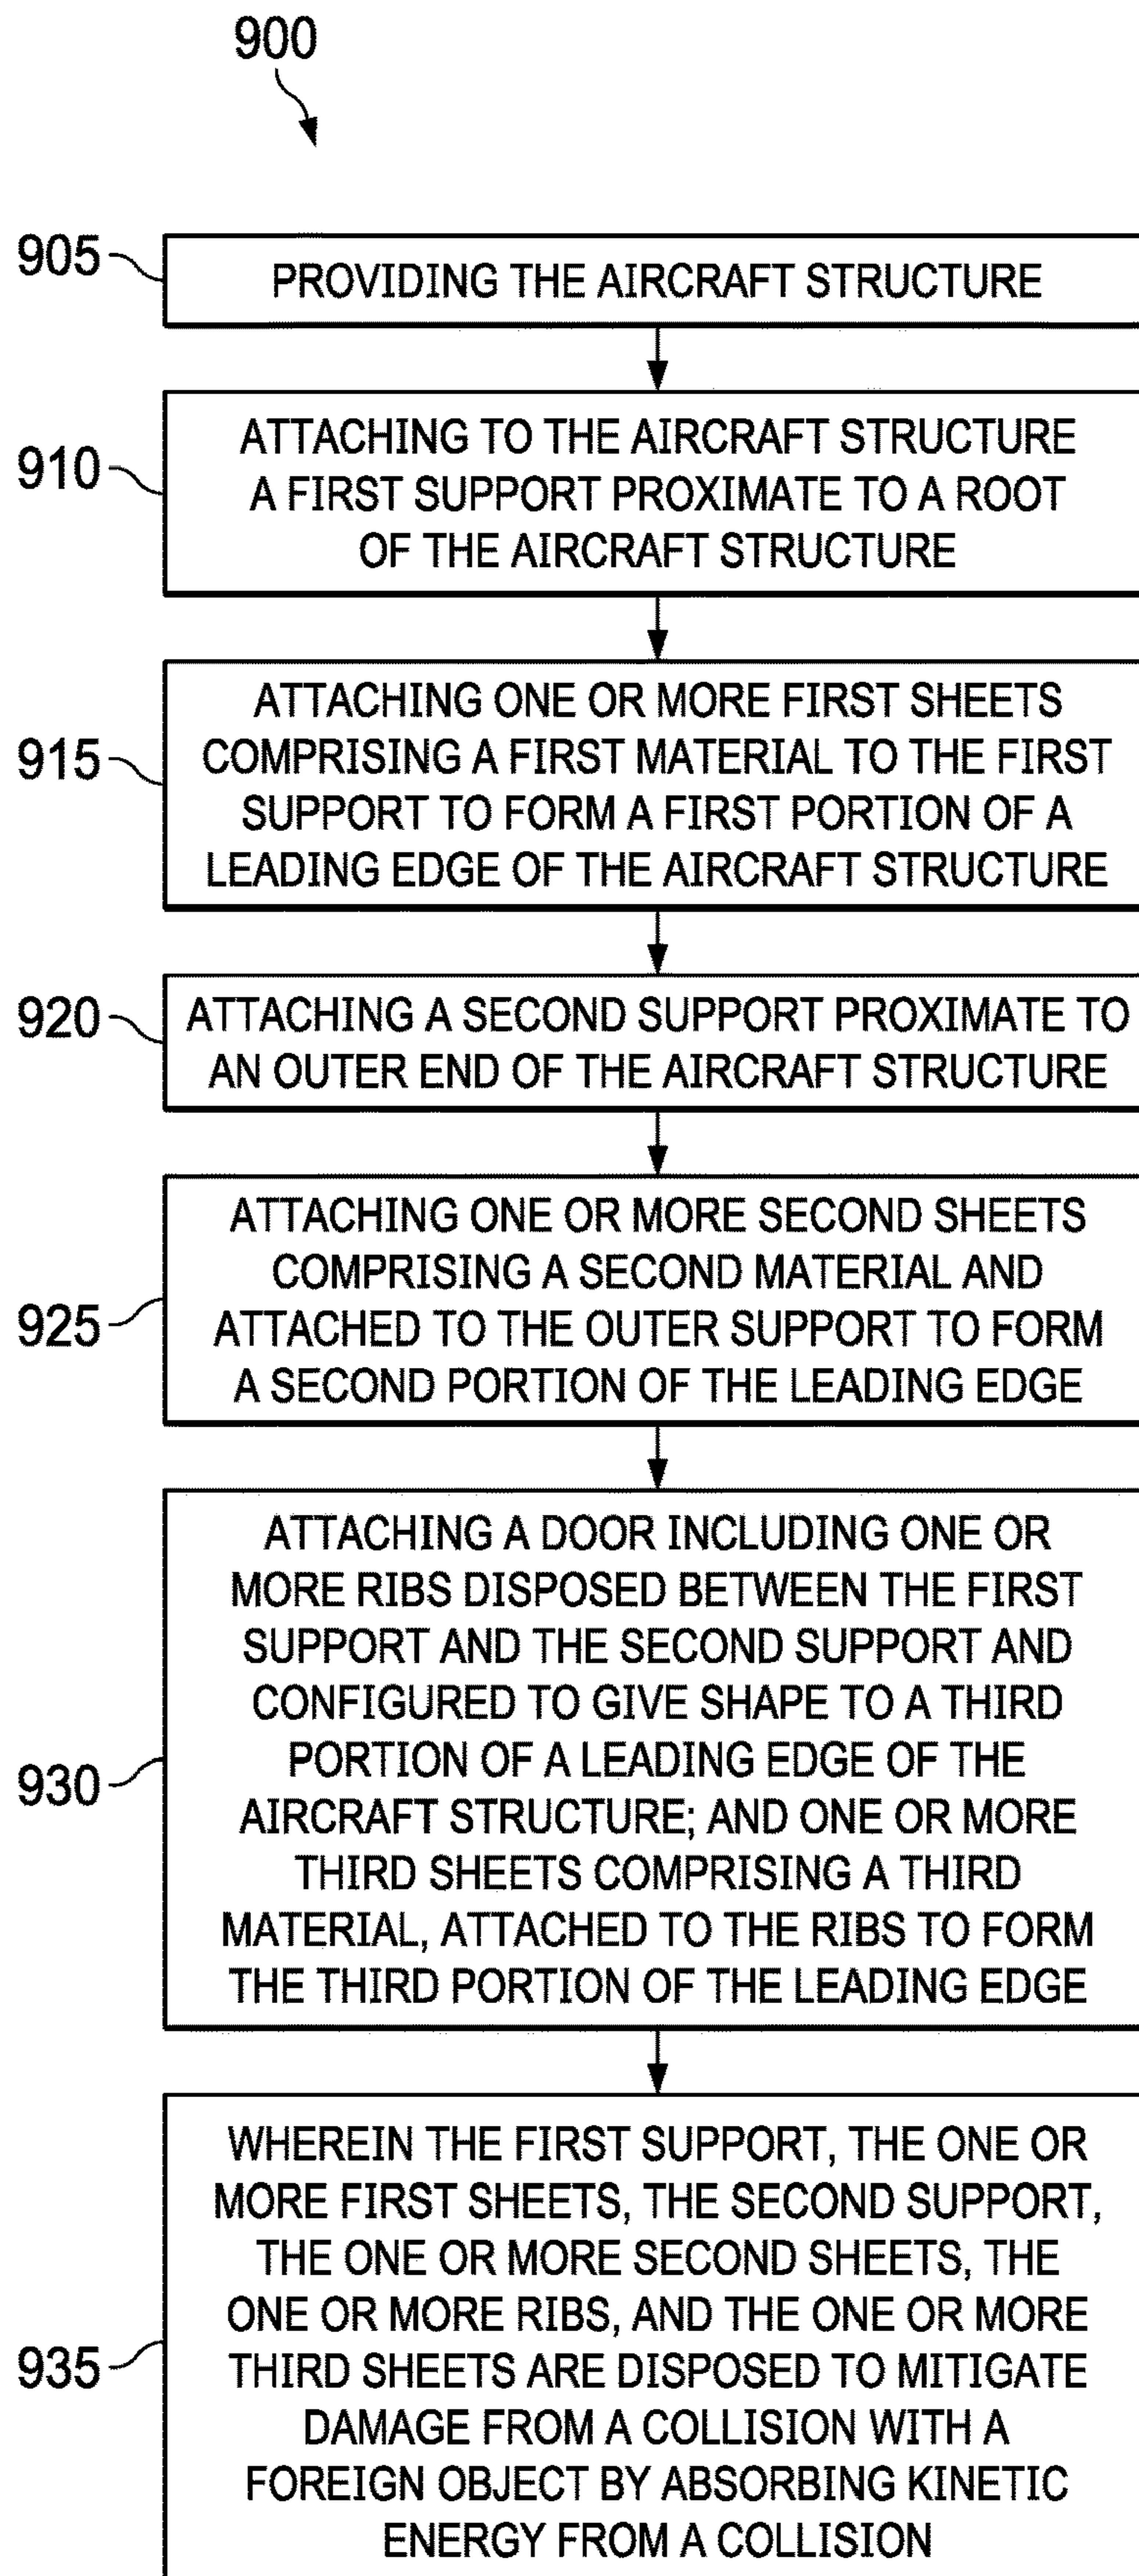 900
905
PROVIDING THE AIRCRAFT STRUCTURE
910
ATTACHING TO THE AIRCRAFT STRUCTURE
A FIRST SUPPORT PROXIMATE TO A ROOT
OF THE AIRCRAFT STRUCTURE
915
ATTACHING ONE OR MORE FIRST SHEETS
COMPRISING A FIRST MATERIAL TO THE FIRST
SUPPORT TO FORM A FIRST PORTION OF A
LEADING EDGE OF THE AIRCRAFT STRUCTURE
920
ATTACHING A SECOND SUPPORT PROXIMATE TO
AN OUTER END OF THE AIRCRAFT STRUCTURE
925
ATTACHING ONE OR MORE SECOND SHEETS
COMPRISING A SECOND MATERIAL AND
ATTACHED TO THE OUTER SUPPORT TO FORM
A SECOND PORTION OF THE LEADING EDGE
930
ATTACHING A DOOR INCLUDING ONE OR
MORE RIBS DISPOSED BETWEEN THE FIRST
SUPPORT AND THE SECOND SUPPORT AND
CONFIGURED TO GIVE SHAPE TO A THIRD
PORTION OF A LEADING EDGE OF THE
AIRCRAFT STRUCTURE; AND ONE OR MORE
THIRD SHEETS COMPRISING A THIRD
MATERIAL, ATTACHED TO THE RIBS TO FORM
THE THIRD PORTION OF THE LEADING EDGE
935
WHEREIN THE FIRST SUPPORT, THE ONE OR
MORE FIRST SHEETS, THE SECOND SUPPORT,
THE ONE OR MORE SECOND SHEETS, THE
ONE OR MORE RIBS, AND THE ONE OR MORE
THIRD SHEETS ARE DISPOSED TO MITIGATE
DAMAGE FROM A COLLISION WITH A
FOREIGN OBJECT BY ABSORBING KINETIC
ENERGY FROM A COLLISION